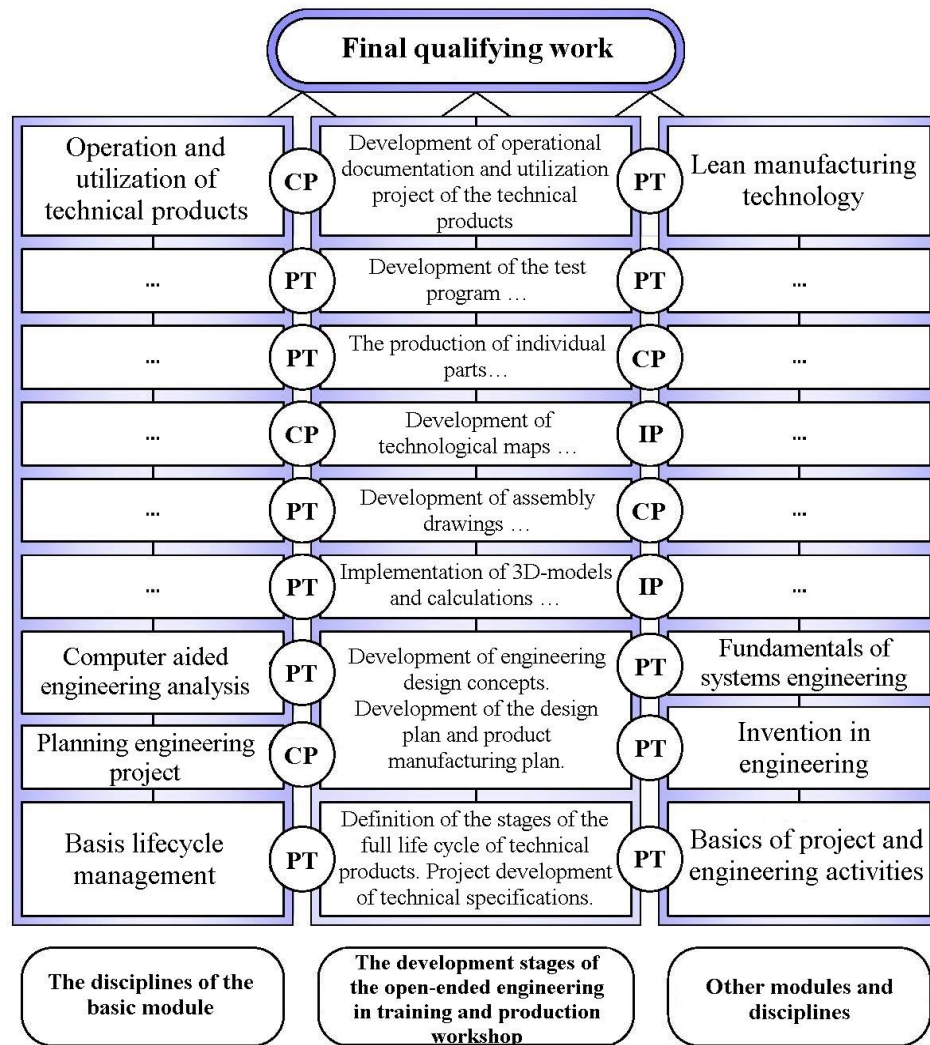 Final qualifying work
Operation and
utilization of
technical products
CP
Development of operational
documentation and utilization
project of the technical
products
PT
Lean manufacturing
technology
...
PT
Development of the test
program ...
PT
...
...
PT
The production of individual
parts...
CP
...
...
CP
Development of
technological maps ...
IP
...
...
PT
Development of assembly
drawings ...
CP
...
...
PT
Implementation of 3D-models
and calculations ...
IP
...
Computer aided
engineering analysis
PT
Development of engineering
design concepts.
Development of the design
plan and product
manufacturing plan.
PT
Fundamentals of
systems engineering
Planning engineering
project
CP
PT
Invention in
engineering
Basis lifecycle
management
PT
Definition of the stages of the
full life cycle of technical
products. Project development
of technical specifications.
PT
Basics of project and
engineering activities
The disciplines of the
basic module
The development stages of
the open-ended engineering
in training and production
workshop
Other modules and
disciplines